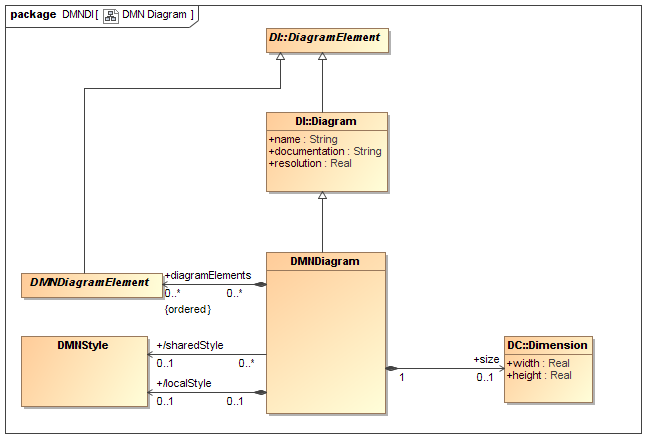 package DMNDI[ DMN Diagram ]
DI::DiagramElement
DI::Diagram
+name : String
+documentation : String
+resolution : Real
DMNDiagram
DMNDiagramElement
+diagramElements
0..* 0..*
{ordered}
DMNStyle
+/sharedStyle
0..1 0..*
+/localStyle
0..1 0..1
+size
1 0..1
DC::Dimension
+width : Real
+height : Real